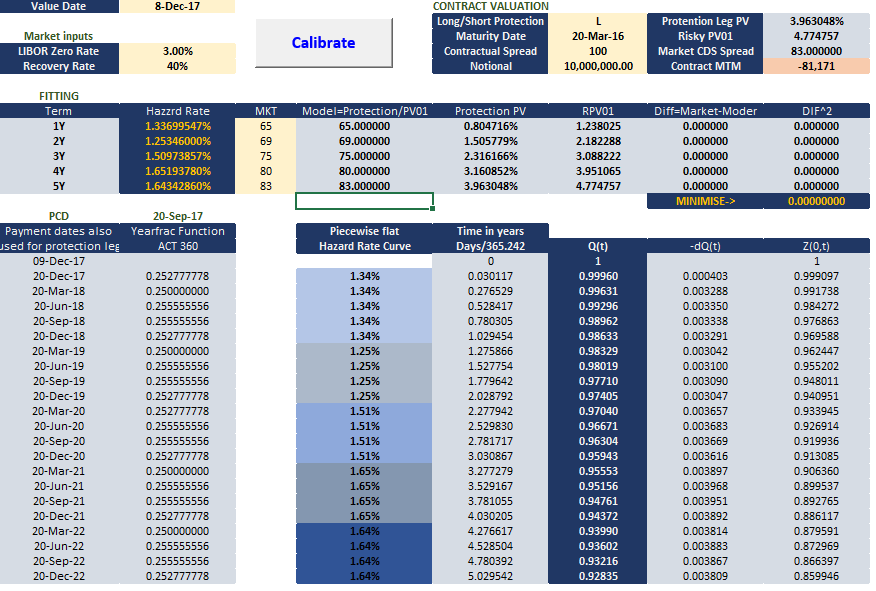 Value Date 8-Dec-17 CONTRACT VALUATION
Calibrate
Long/Short Protection L Protention Leg PV 3.963048%
Market inputs Maturity Date 20-Mar-16 Risky PV01 4.774757
LIBOR Zero Rate 3.00% Contractual Spread 100 Market CDS Spread 83.000000
Recovery Rate 40% Notional 10,000,000.00 Contract MTM -81,171
FITTING
Term Hazzrd Rate MKT Model=Protection/PV01 Protection PV RPV01 Diff=Market-Moder DIF^2
1Y 1.33699547% 65 65.000000 0.804716% 1.238025 0.000000 0.000000
2Y 1.25346000% 69 69.000000 1.505779% 2.182288 0.000000 0.000000
3Y 1.50973857% 75 75.000000 2.316166% 3.088222 0.000000 0.000000
4Y 1.65193780% 80 80.000000 3.160852% 3.951065 0.000000 0.000000
5Y 1.64342860% 83 83.000000 3.963048% 4.774757 0.000000 0.000000
MINIMISE-> 0.00000000
PCD 20-Sep-17
Payment dates also Yearfrac Function Piecewise flat Time in years
used for protection leg ACT 360 Hazard Rate Curve Days/365.242 Q(t) -dQ(t) Z(0,t)
09-Dec-17 0 1 1
20-Dec-17 0.252777778 1.34% 0.030117 0.99960 0.000403 0.999097
20-Mar-18 0.250000000 1.34% 0.276529 0.99631 0.003288 0.991738
20-Jun-18 0.255555556 1.34% 0.528417 0.99296 0.003350 0.984272
20-Sep-18 0.255555556 1.34% 0.780305 0.98962 0.003338 0.976863
20-Dec-18 0.252777778 1.34% 1.029454 0.98633 0.003291 0.969588
20-Mar-19 0.250000000 1.25% 1.275866 0.98329 0.003042 0.962447
20-Jun-19 0.255555556 1.25% 1.527754 0.98019 0.003100 0.955202
20-Sep-19 0.255555556 1.25% 1.779642 0.97710 0.003090 0.948011
20-Dec-19 0.252777778 1.25% 2.028792 0.97405 0.003047 0.940951
20-Mar-20 0.252777778 1.51% 2.277942 0.97040 0.003657 0.933945
20-Jun-20 0.255555556 1.51% 2.529830 0.96671 0.003683 0.926914
20-Sep-20 0.255555556 1.51% 2.781717 0.96304 0.003669 0.919936
20-Dec-20 0.252777778 1.51% 3.030867 0.95943 0.003616 0.913085
20-Mar-21 0.250000000 1.65% 3.277279 0.95553 0.003897 0.906360
20-Jun-21 0.255555556 1.65% 3.529167 0.95156 0.003968 0.899537
20-Sep-21 0.255555556 1.65% 3.781055 0.94761 0.003951 0.892765
20-Dec-21 0.252777778 1.65% 4.030205 0.94372 0.003892 0.886117
20-Mar-22 0.250000000 1.64% 4.276617 0.93990 0.003814 0.879591
20-Jun-22 0.255555556 1.64% 4.528504 0.93602 0.003883 0.872969
20-Sep-22 0.255555556 1.64% 4.780392 0.93216 0.003867 0.866397
20-Dec-22 0.252777778 1.64% 5.029542 0.92835 0.003809 0.859946